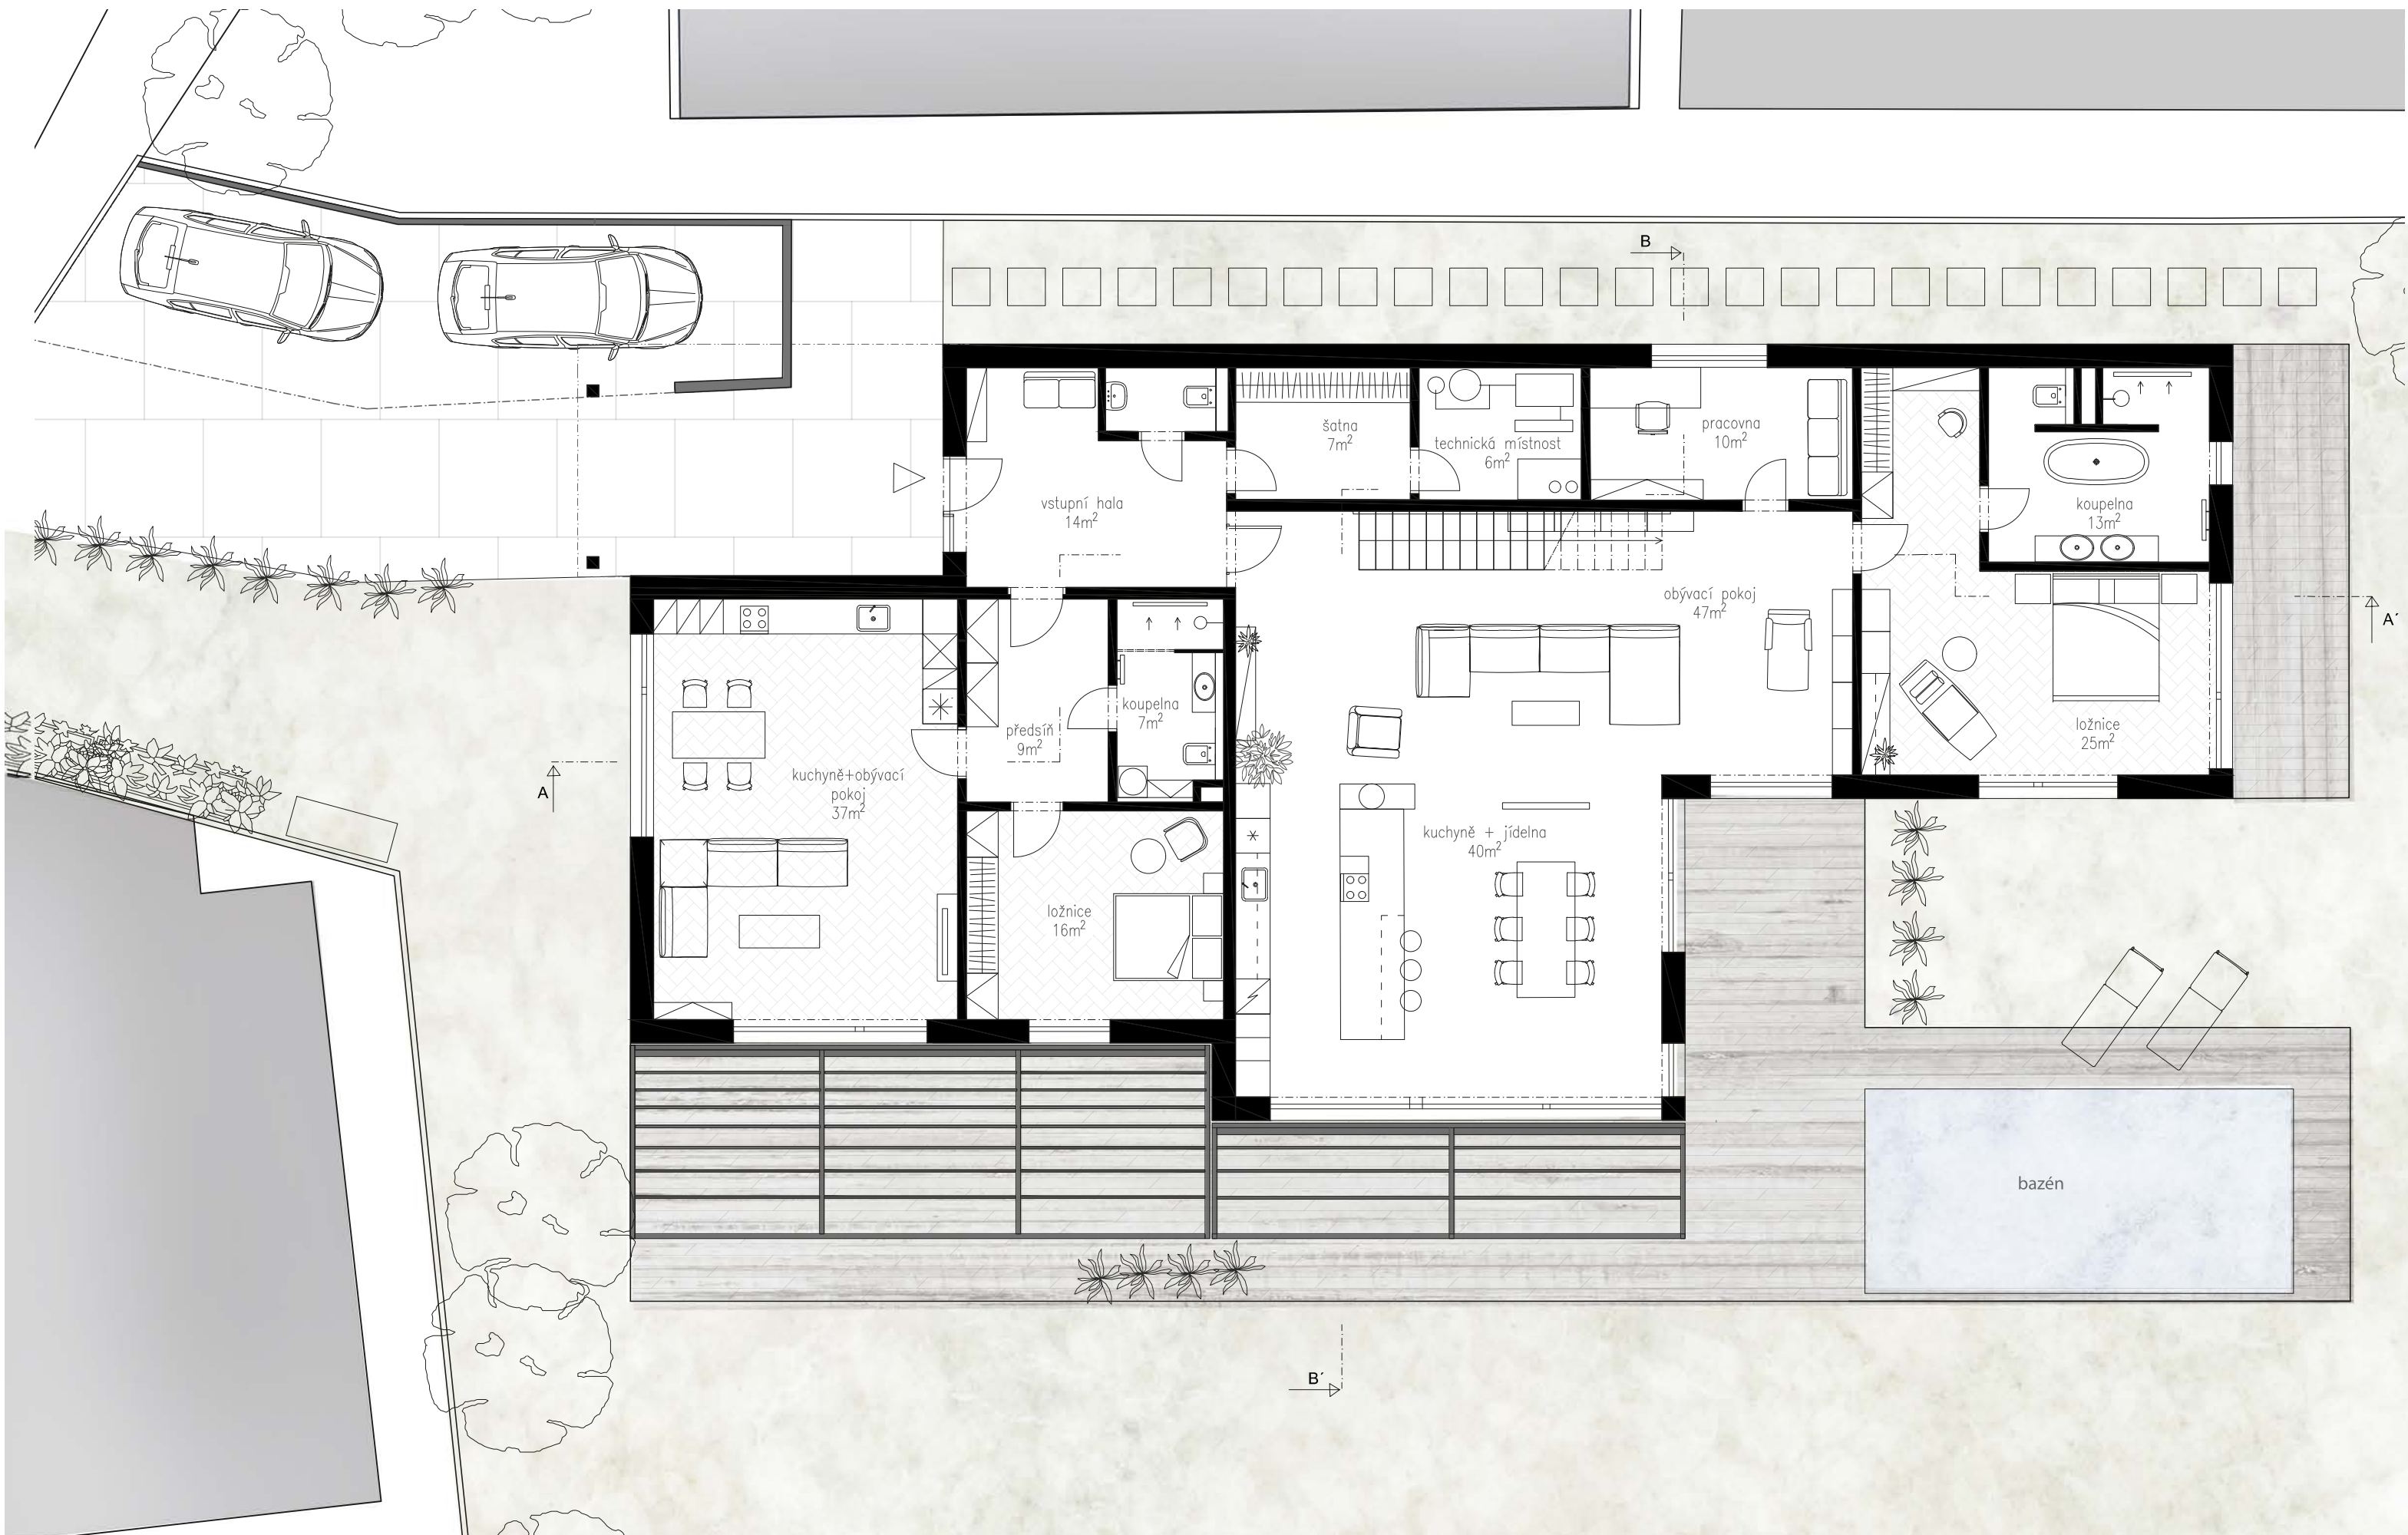 B
šatna
7m²
technická místnost
6m²
pracovna
10m²
vstupní hala
14m²
koupelna
13m²
obývací pokoj
47m²
A´
koupelna
7m²
předsíň
9m²
ložnice
25m²
kuchyně+obývací
pokoj
37m²
A
kuchyně + jídelna
40m²
ložnice
16m²
bazén
B´